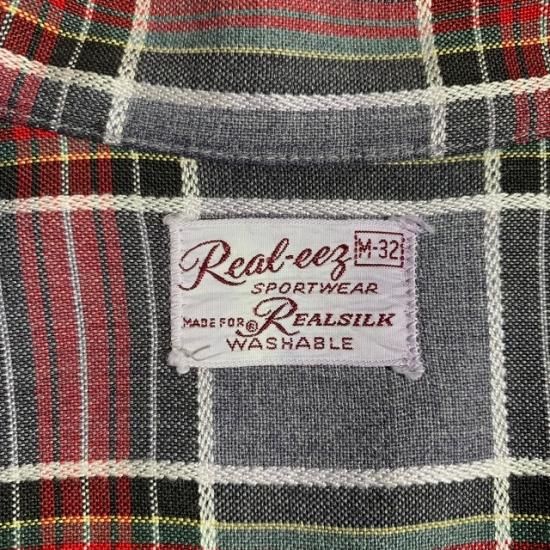 Real-eez M-32
SPORTWEAR
MADE FOR ® REALSILK
WASHABLE